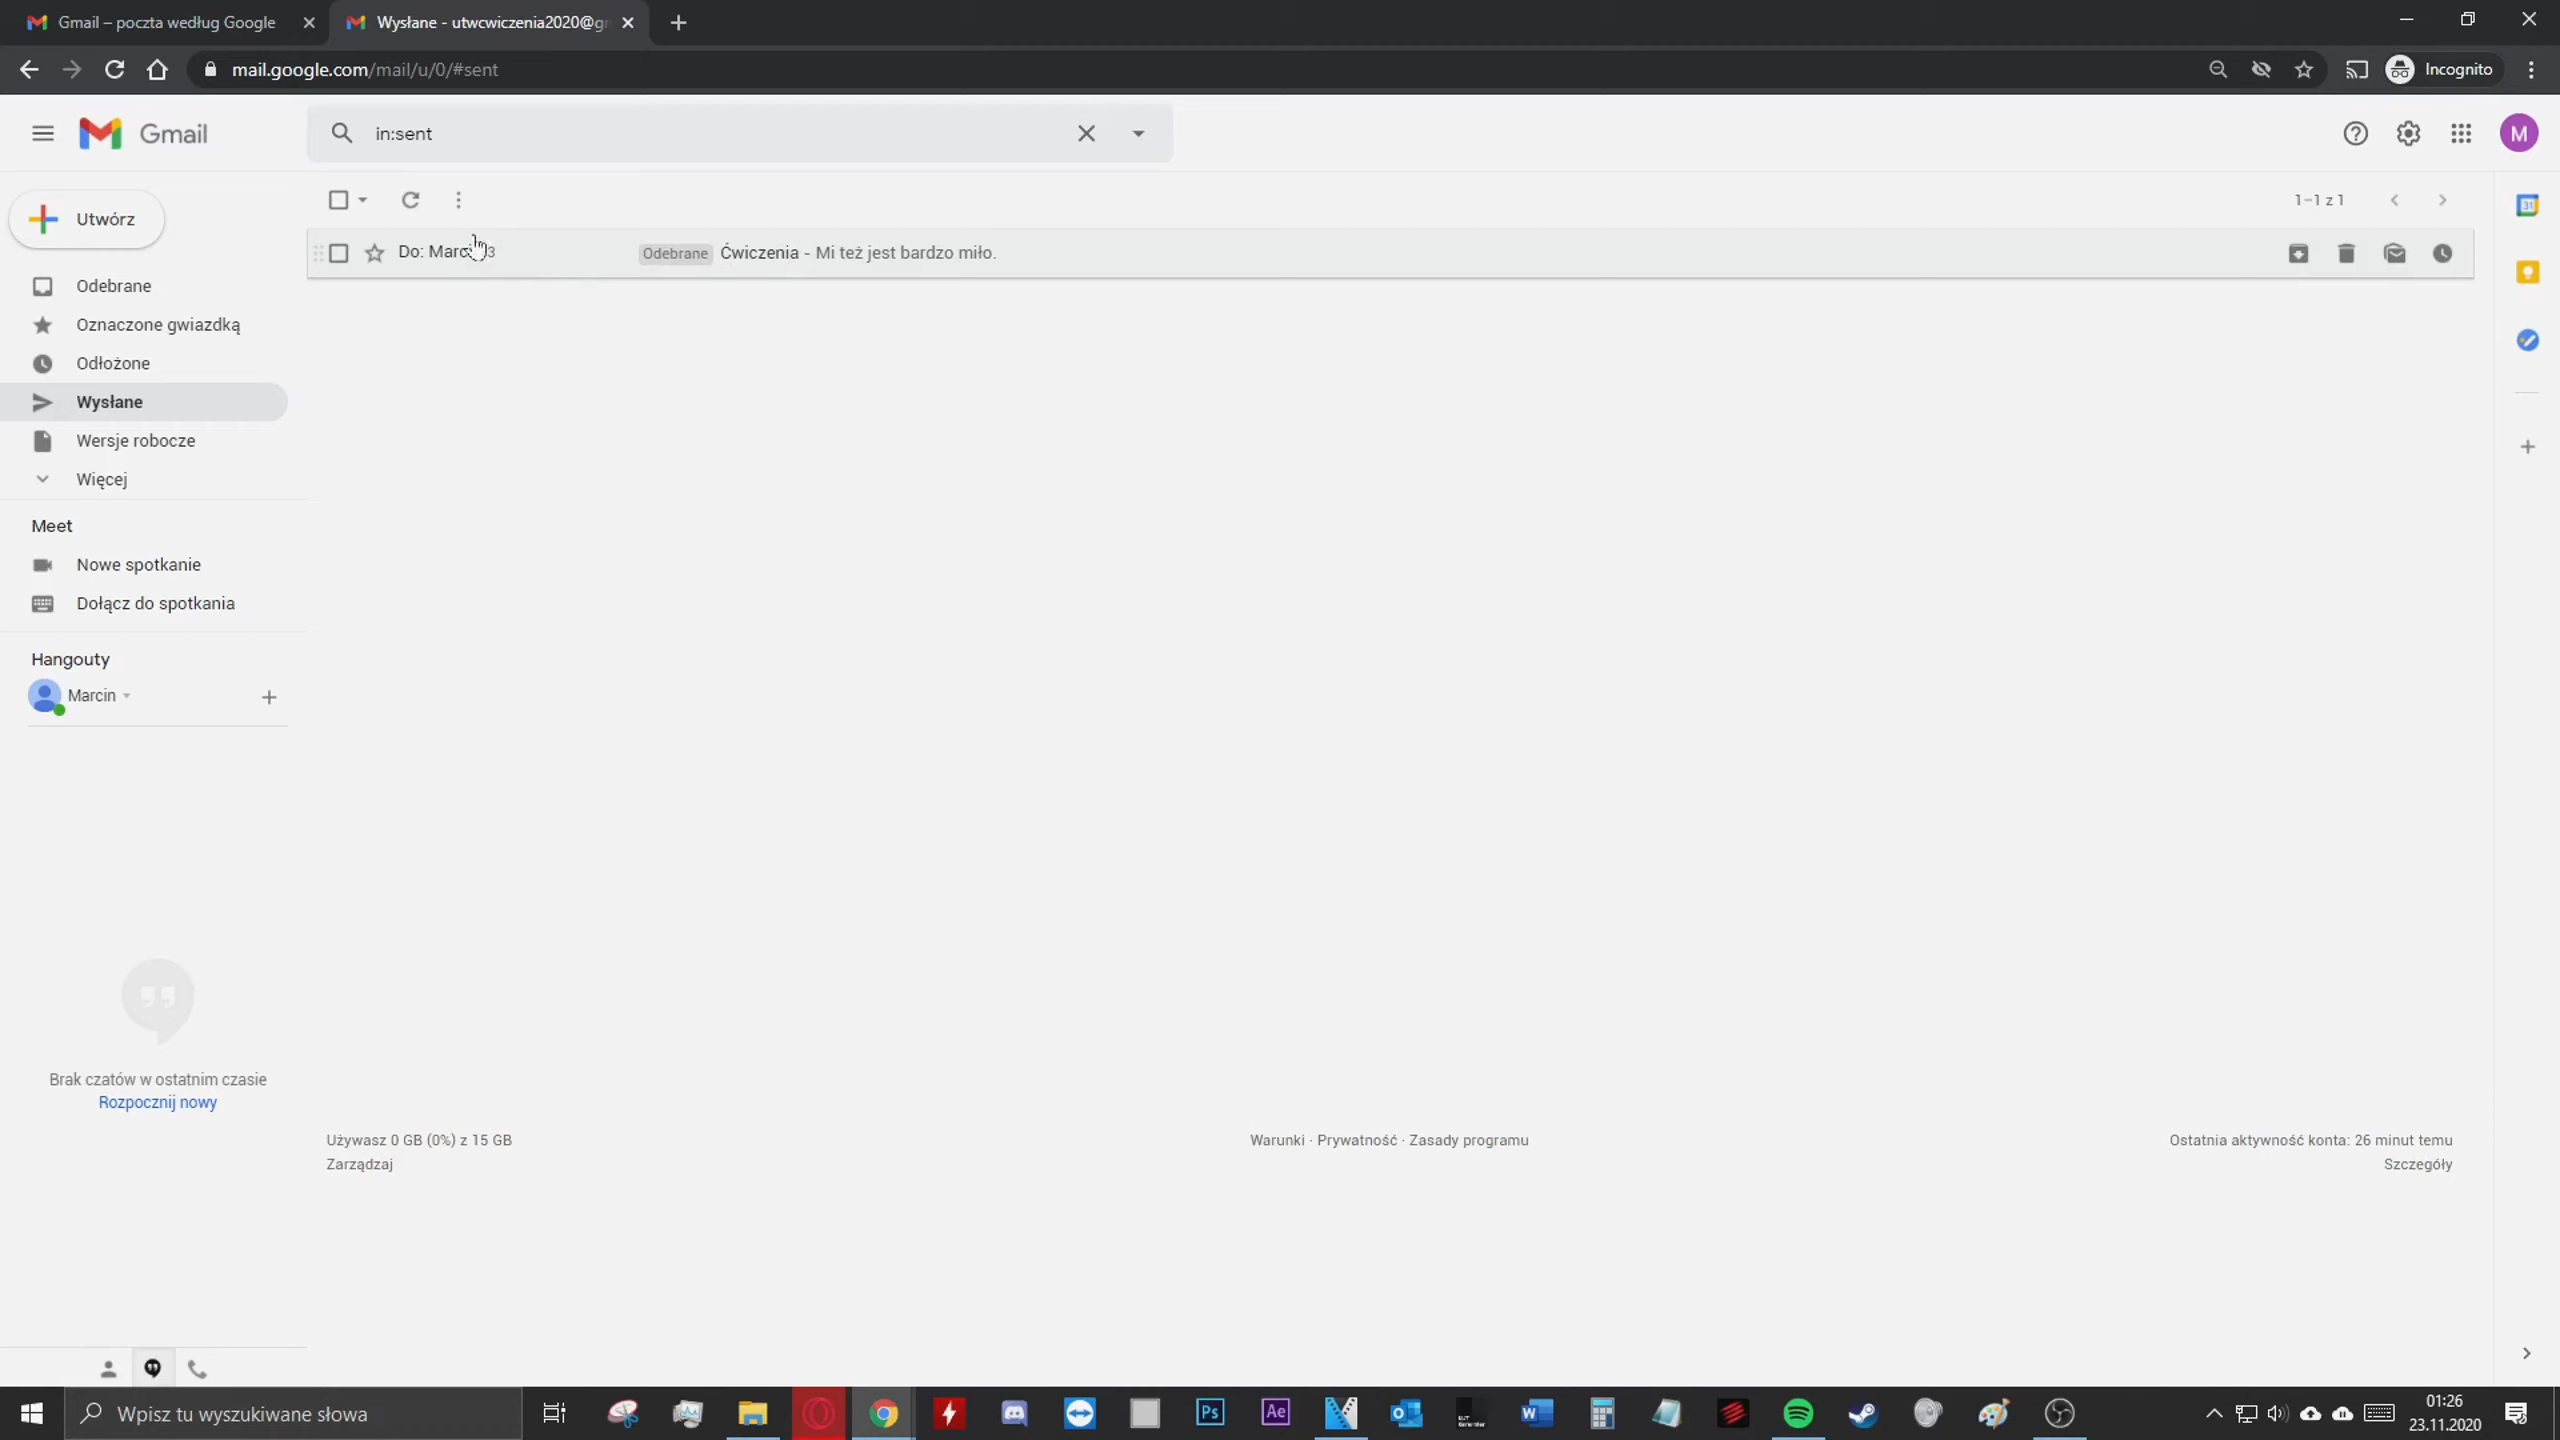 Gmail – poczta według Google
Wysłane - utwcwiczenia2020@g
mail.google.com/mail/u/0/#sent
Incognito
Gmail
in:sent
M
Utwórz
1–1 z 1
Do: Marc 3
Odebrane
Ćwiczenia - Mi też jest bardzo miło.
31
Odebrane
Oznaczone gwiazdką
Odłożone
Wysłane
Wersje robocze
Więcej
Meet
Nowe spotkanie
Dołącz do spotkania
Hangouty
Marcin
Brak czatów w ostatnim czasie
Rozpocznij nowy
Używasz 0 GB (0%) z 15 GB
Zarządzaj
Warunki · Prywatność · Zasady programu
Ostatnia aktywność konta: 26 minut temu
Szczegóły
Wpisz tu wyszukiwane słowa
Ps
Ae
01:26
23.11.2020